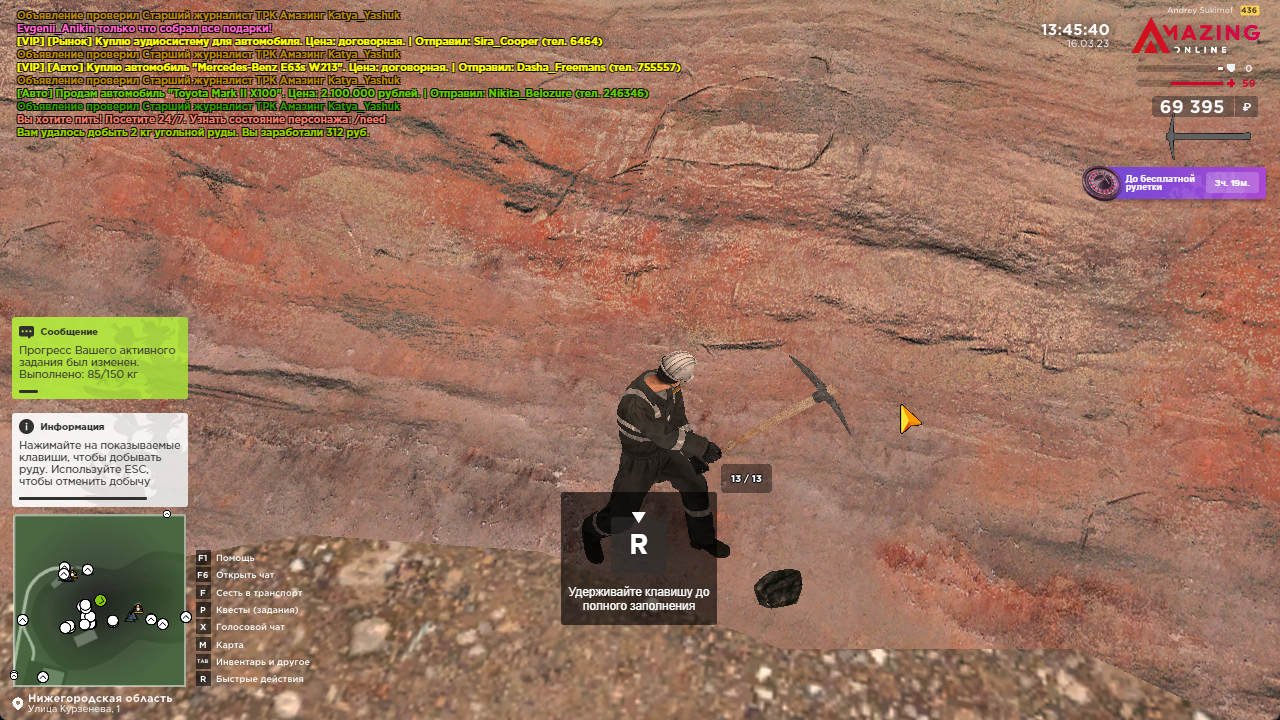 Объявление проверил Старший журналист ТРК Амазинг Katya_Yashuk
Evgenii_Anikin только что собрал все подарки!
[VIP] [Рынок] Куплю аудиосистему для автомобиля. Цена: договорная. | Отправил: Sira_Cooper (тел. 6464)
Объявление проверил Старший журналист ТРК Амазинг Katya_Yashuk
[VIP] [Авто] Куплю автомобиль "Mercedes-Benz E63s W213". Цена: договорная. | Отправил: Dasha_Freemans (тел. 755557)
Объявление проверил Старший журналист ТРК Амазинг Katya_Yashuk
[Авто] Продам автомобиль "Toyota Mark II X100". Цена: 2.100.000 рублей. | Отправил: Nikita_Belozure (тел. 246346)
Объявление проверил Старший журналист ТРК Амазинг Katya_Yashuk
Вы хотите пить! Посетите 24/7. Узнать состояние персонажа: /need
Вам удалось добыть 2 кг угольной руды. Вы заработали 312 руб.
Andrey Sukimof 436
13:45:40
16.03.23
AMAZING
ONLINE
0
59
69 395 ₽
До бесплатной
рулетки
3ч. 19м.
Сообщение
Прогресс Вашего активного
задания был изменен.
Выполнено: 85/150 кг
Информация
Нажимайте на показываемые
клавиши, чтобы добывать
руду. Используйте ESC,
чтобы отменить добычу
13 / 13
R
Удерживайте клавишу до
полного заполнения
F1 Помощь
F6 Открыть чат
F Сесть в транспорт
P Квесты (задания)
X Голосовой чат
M Карта
TAB Инвентарь и другое
R Быстрые действия
Нижегородская область
Улица Курзенева, 1